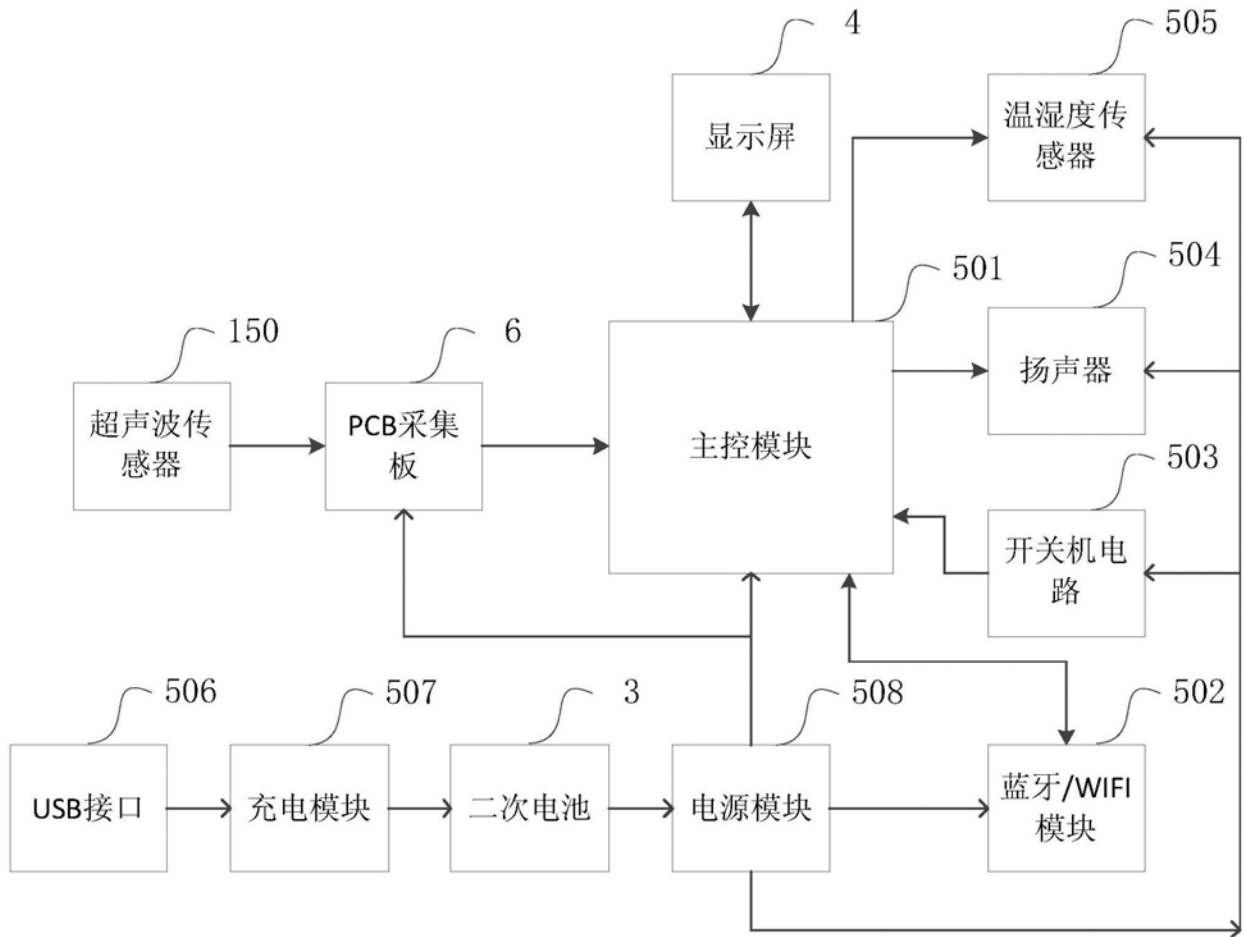 4
505
显示屏
温湿度传
感器
501
504
150
6
扬声器
超声波传
感器
PCB采集
板
主控模块
503
开关机电
路
506
507
3
508
502
USB接口
充电模块
二次电池
电源模块
蓝牙/WIFI
模块